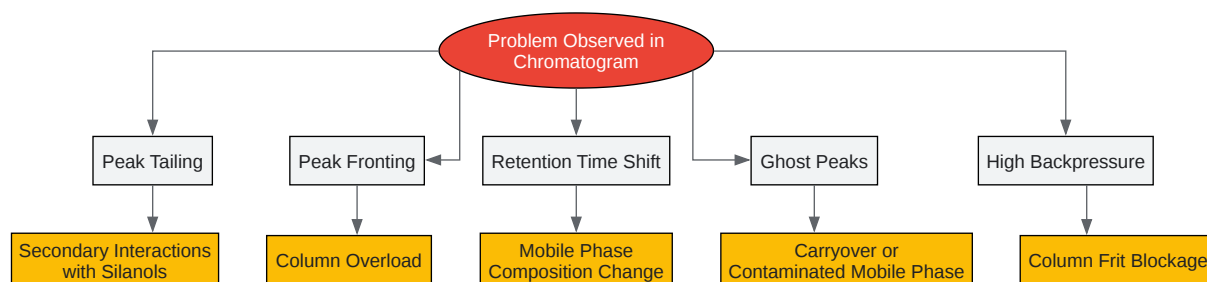 Problem Observed in
Chromatogram
Peak Tailing
Peak Fronting
Retention Time Shift
Ghost Peaks
High Backpressure
Secondary Interactions
with Silanols
Column Overload
Mobile Phase
Composition Change
Carryover or
Contaminated Mobile Phase
Column Frit Blockage